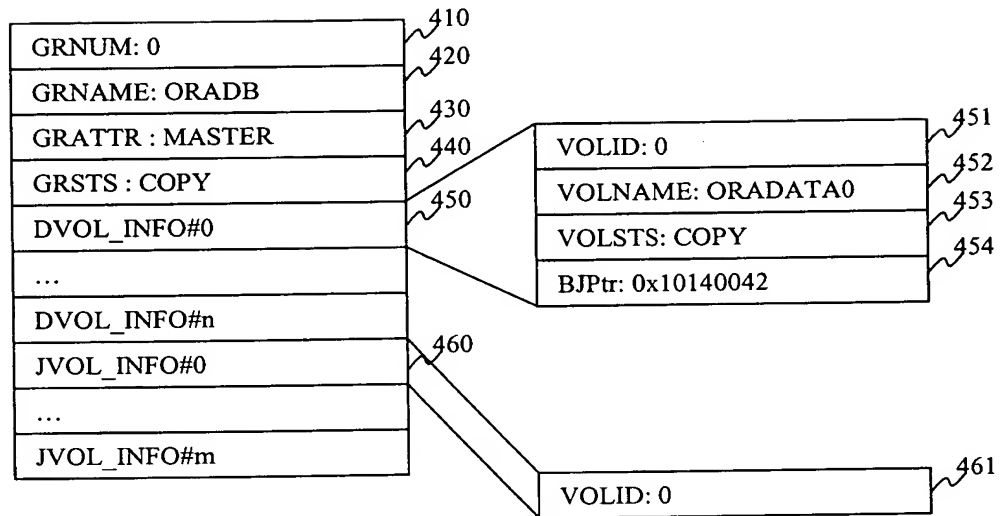 GRNUM: 0
410
GRNAME: ORADB
420
GRATTR : MASTER
430
GRSTS : COPY
440
DVOL_INFO#0
450
...
DVOL_INFO#n
JVOL_INFO#0
460
...
JVOL_INFO#m
VOLID: 0
451
VOLNAME: ORADATA0
452
VOLSTS: COPY
453
BJPtr: 0x10140042
454
VOLID: 0
461